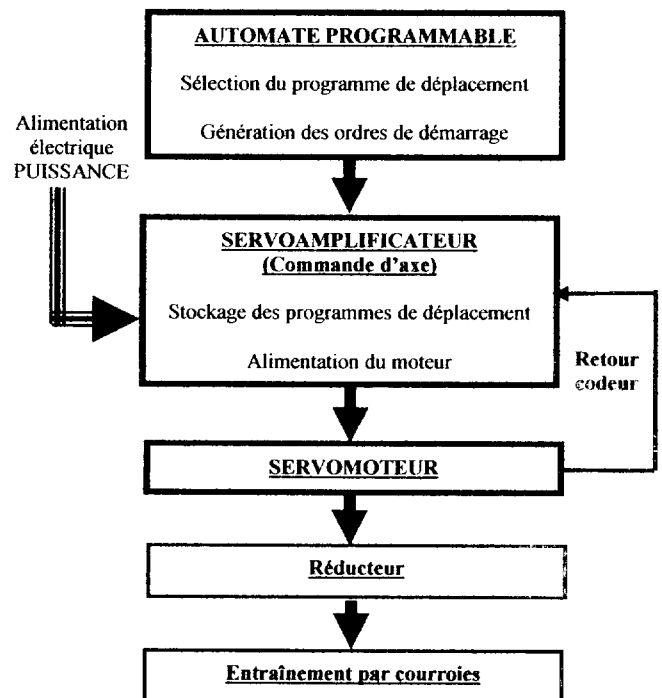 AUTOMATE PROGRAMMABLE
Sélection du programme de déplacement
Génération des ordres de démarrage
Alimentation
électrique
PUISSANCE
SERVOAMPLIFICATEUR
(Commande d'axe)
Stockage des programmes de déplacement
Alimentation du moteur
Retour
codeur
SERVOMOTEUR
Réducteur
Entraînement par courroies